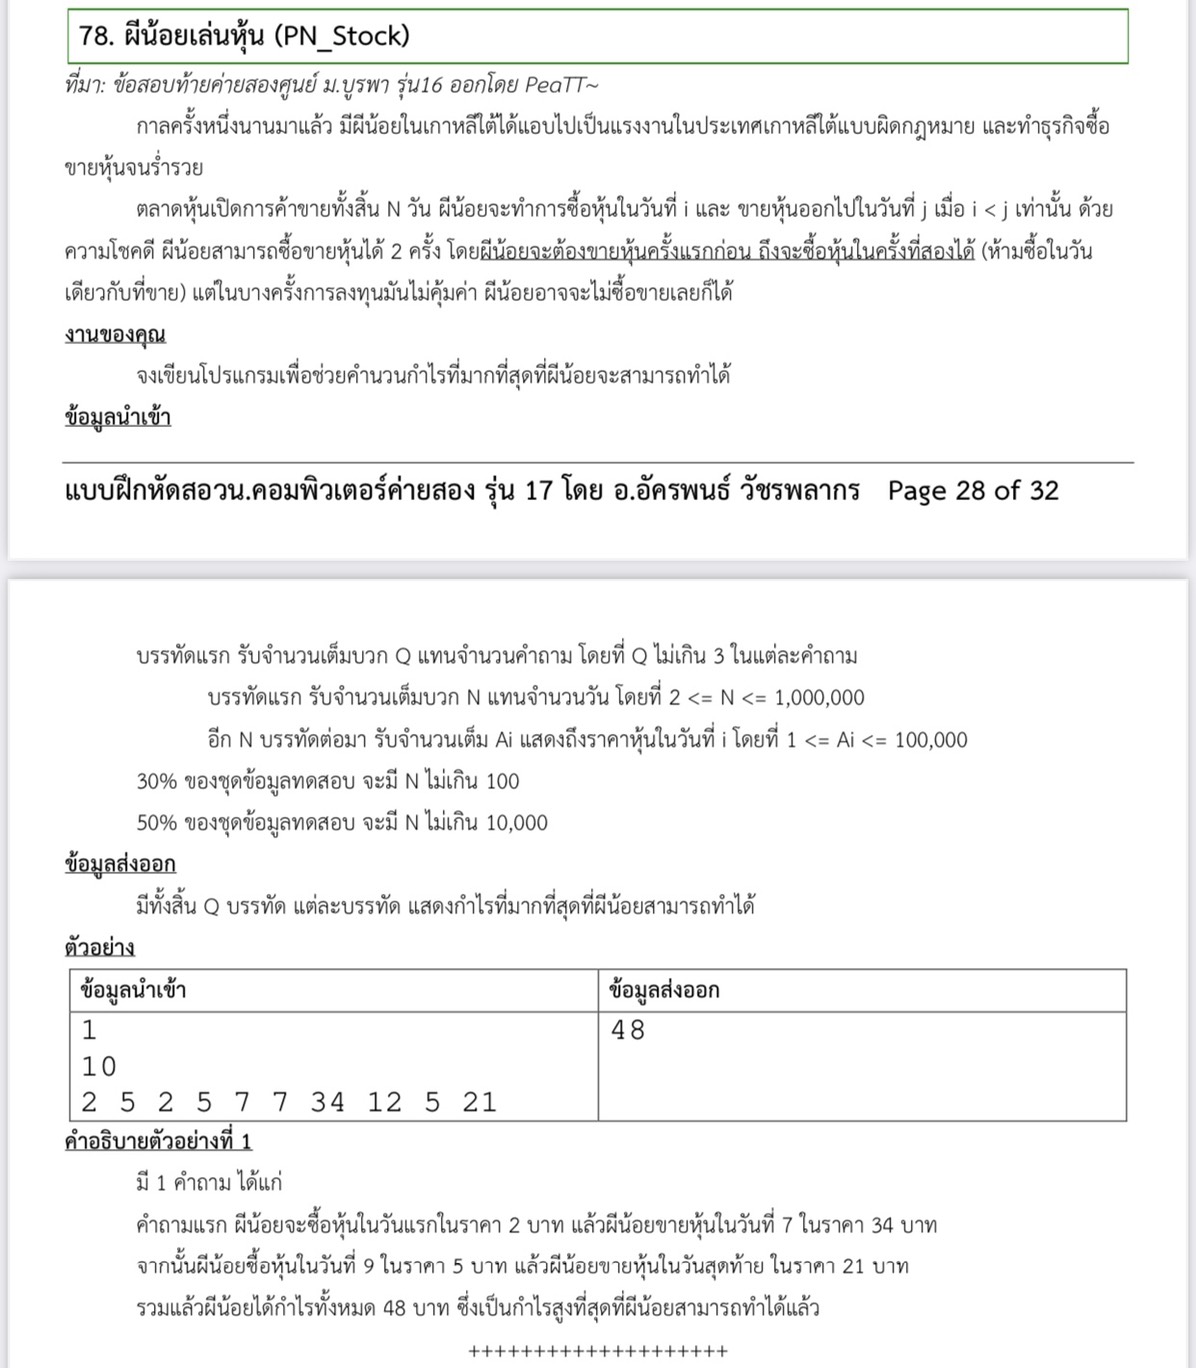 78. ผีน้อยเล่นหุ้น (PN_Stock)
ที่มา: ข้อสอบท้ายค่ายสองศูนย์ ม.บูรพา รุ่น16 ออกโดย PeaTT~
กาลครั้งหนึ่งนานมาแล้ว มีผีน้อยในเกาหลีใต้ได้แอบไปเป็นแรงงานในประเทศเกาหลีใต้แบบผิดกฎหมาย และทำธุรกิจซื้อ
ขายหุ้นจนร่ำรวย
ตลาดหุ้นเปิดการค้าขายทั้งสิ้น N วัน ผีน้อยจะทำการซื้อหุ้นในวันที่ i และ ขายหุ้นออกไปในวันที่ j เมื่อ i < j เท่านั้น ด้วย
ความโชคดี ผีน้อยสามารถซื้อขายหุ้นได้ 2 ครั้ง โดยผีน้อยจะต้องขายหุ้นครั้งแรกก่อน ถึงจะซื้อหุ้นในครั้งที่สองได้ (ห้ามซื้อในวัน
เดียวกับที่ขาย) แต่ในบางครั้งการลงทุนมันไม่คุ้มค่า ผีน้อยอาจจะไม่ซื้อขายเลยก็ได้
งานของคุณ
จงเขียนโปรแกรมเพื่อช่วยคำนวนกำไรที่มากที่สุดที่ผีน้อยจะสามารถทำได้
ข้อมูลนำเข้า
แบบฝึกหัดสอวน.คอมพิวเตอร์ค่ายสอง รุ่น 17 โดย อ.อัครพนธ์ วัชรพลากร Page 28 of 32
บรรทัดแรก รับจำนวนเต็มบวก Q แทนจำนวนคำถาม โดยที่ Q ไม่เกิน 3 ในแต่ละคำถาม
บรรทัดแรก รับจำนวนเต็มบวก N แทนจำนวนวัน โดยที่ 2 <= N <= 1,000,000
อีก N บรรทัดต่อมา รับจำนวนเต็ม Ai แสดงถึงราคาหุ้นในวันที่ i โดยที่ 1 <= Ai <= 100,000
30% ของชุดข้อมูลทดสอบ จะมี N ไม่เกิน 100
50% ของชุดข้อมูลทดสอบ จะมี N ไม่เกิน 10,000
ข้อมูลส่งออก
มีทั้งสิ้น Q บรรทัด แต่ละบรรทัด แสดงกำไรที่มากที่สุดที่ผีน้อยสามารถทำได้
ตัวอย่าง
ข้อมูลนำเข้า ข้อมูลส่งออก
1 48
10
2 5 2 5 7 7 34 12 5 21
คำอธิบายตัวอย่างที่ 1
มี 1 คำถาม ได้แก่
คำถามแรก ผีน้อยจะซื้อหุ้นในวันแรกในราคา 2 บาท แล้วผีน้อยขายหุ้นในวันที่ 7 ในราคา 34 บาท
จากนั้นผีน้อยซื้อหุ้นในวันที่ 9 ในราคา 5 บาท แล้วผีน้อยขายหุ้นในวันสุดท้าย ในราคา 21 บาท
รวมแล้วผีน้อยได้กำไรทั้งหมด 48 บาท ซึ่งเป็นกำไรสูงที่สุดที่ผีน้อยสามารถทำได้แล้ว
++++++++++++++++++++